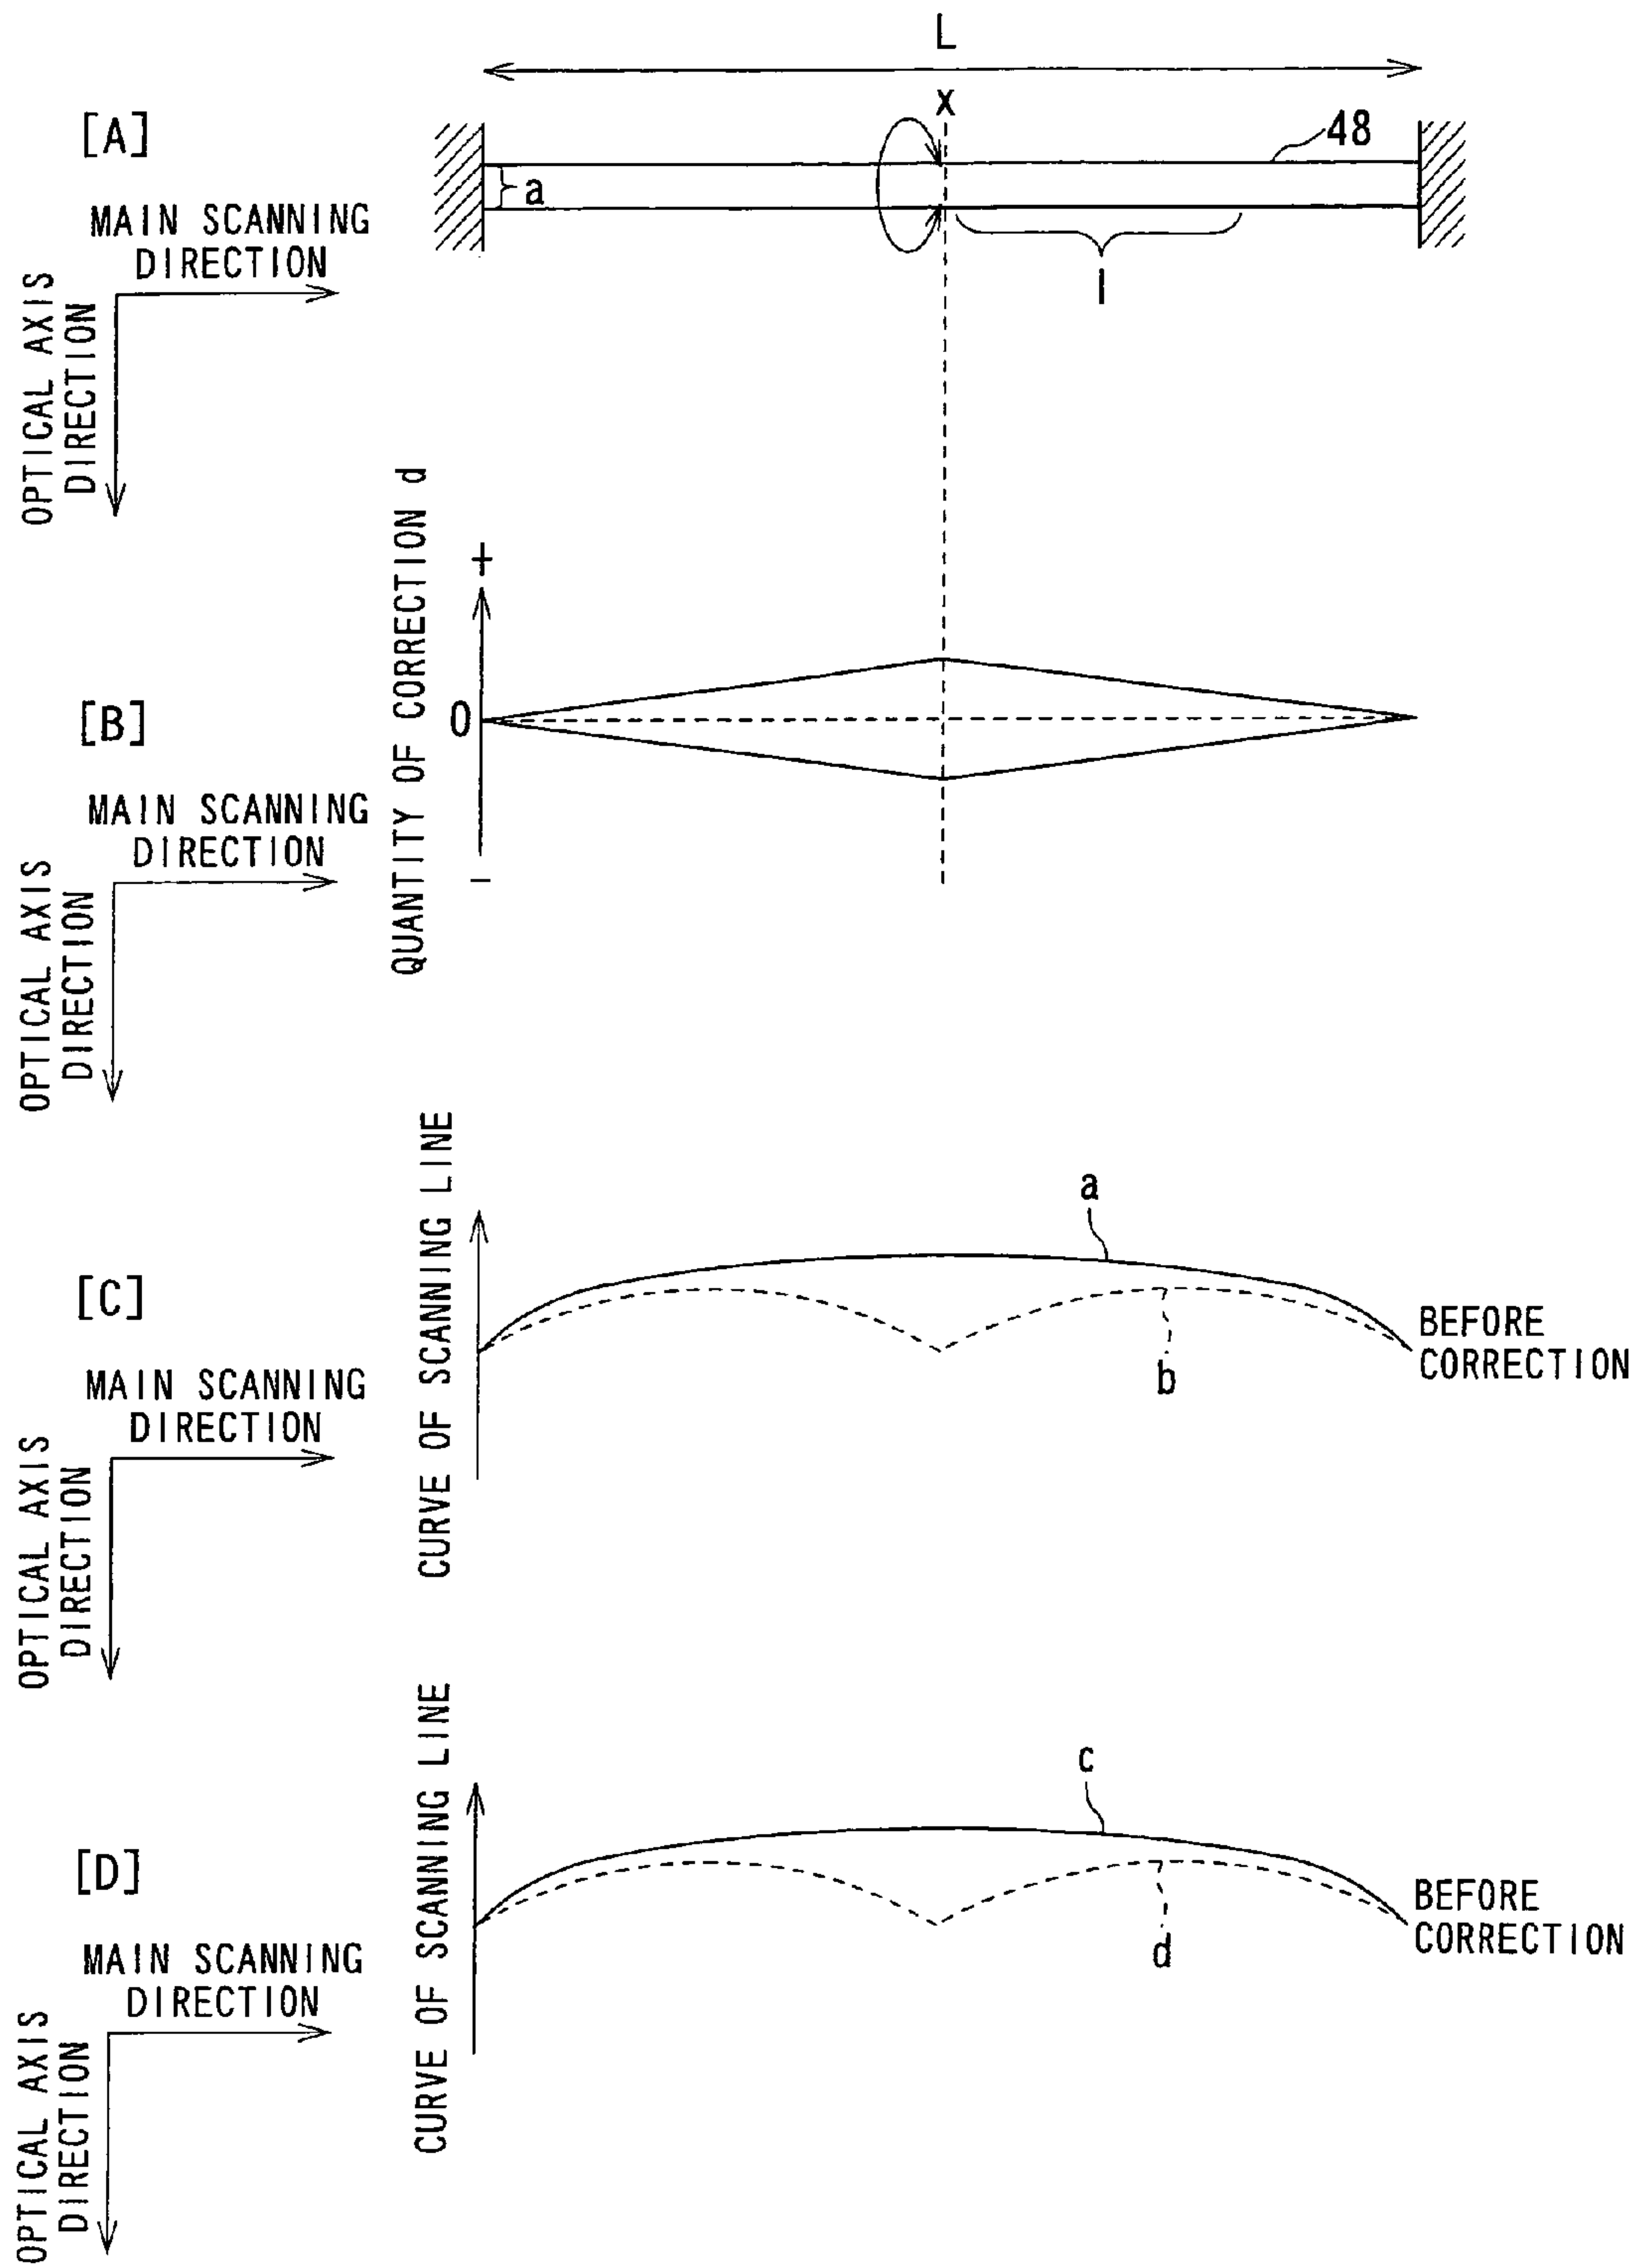 L
x
[A]
48
a
MAIN SCANNING
DIRECTION
l
OPTICAL AXIS
DIRECTION
QUANTITY OF CORRECTION d
+
[B]
0
MAIN SCANNING
DIRECTION
−
OPTICAL AXIS
DIRECTION
CURVE OF SCANNING LINE
a
[C]
BEFORE
CORRECTION
b
MAIN SCANNING
DIRECTION
OPTICAL AXIS
DIRECTION
CURVE OF SCANNING LINE
c
[D]
BEFORE
CORRECTION
d
MAIN SCANNING
DIRECTION
OPTICAL AXIS
DIRECTION